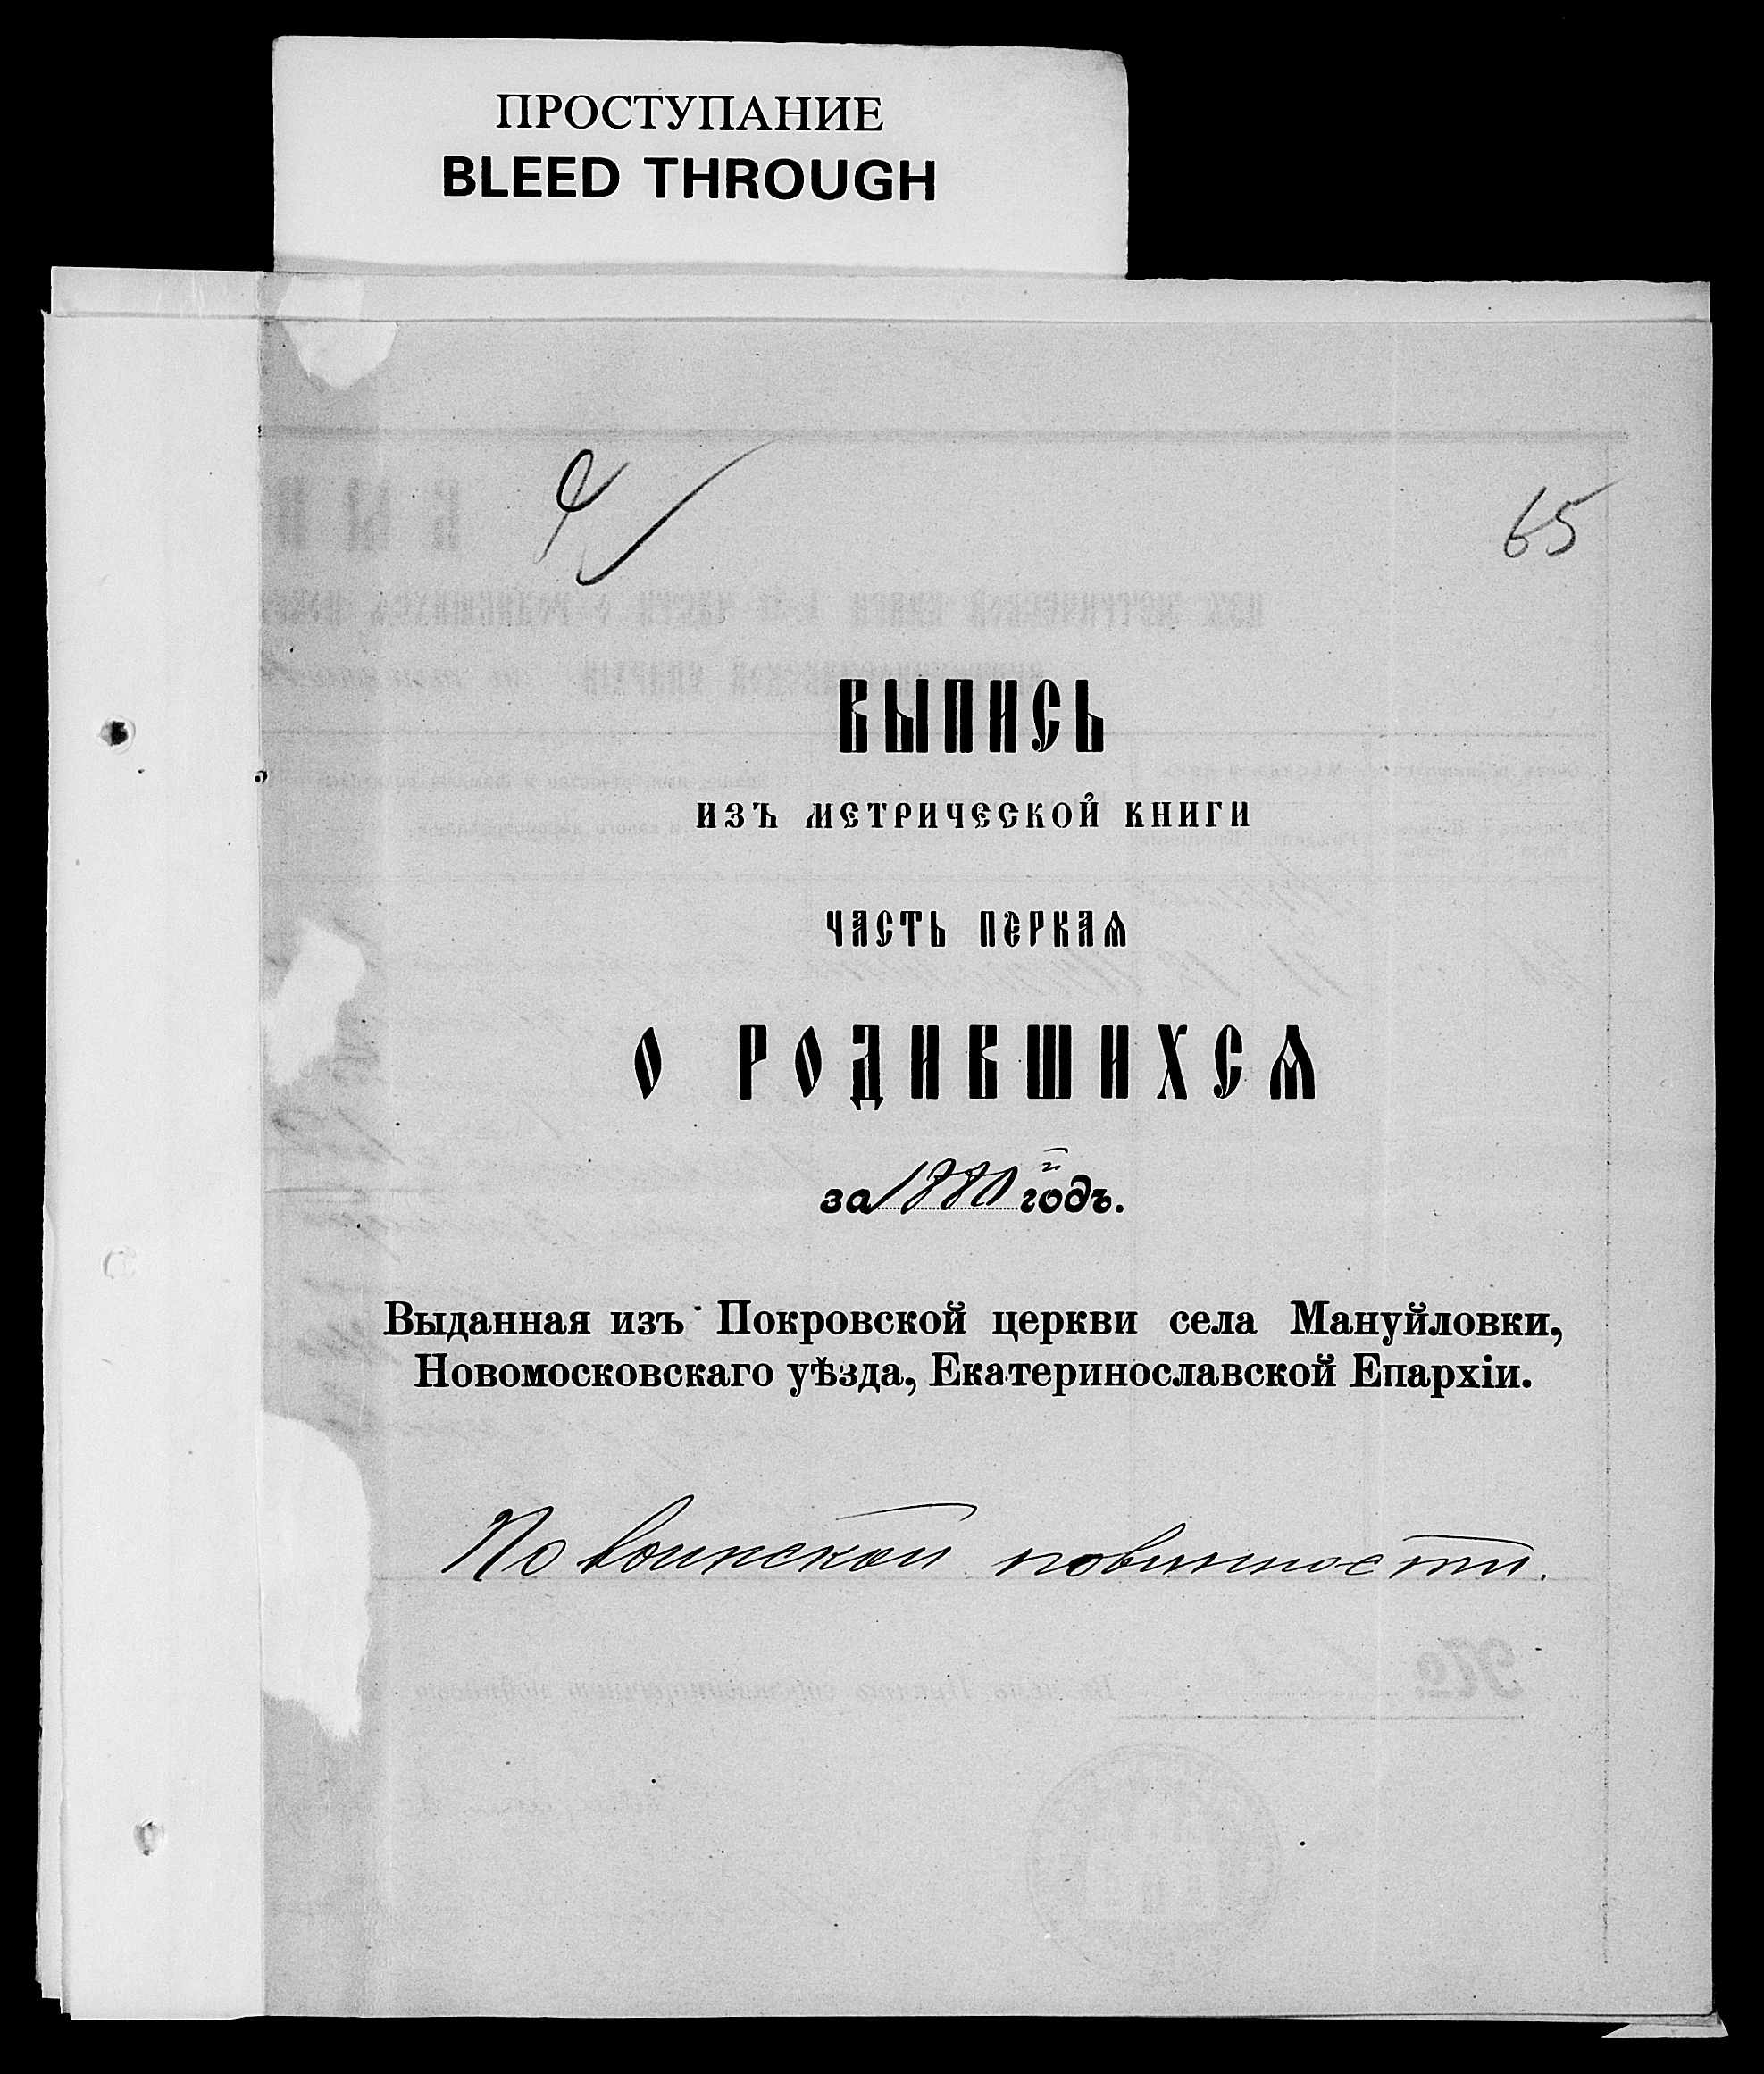 ПРОСТУПАНИЕ
BLEED THROUGH
65
ВЫПИСЬ
изъ метрической книги
ЧАСТЬ ПЕРВАЯ
О РОДИВШИХСЯ
за 1880й годъ.
Выданная изъ Покровской церкви села Мануйловки,
Новомосковскаго уѣзда, Екатеринославской Епархіи.
По воинской повинности.